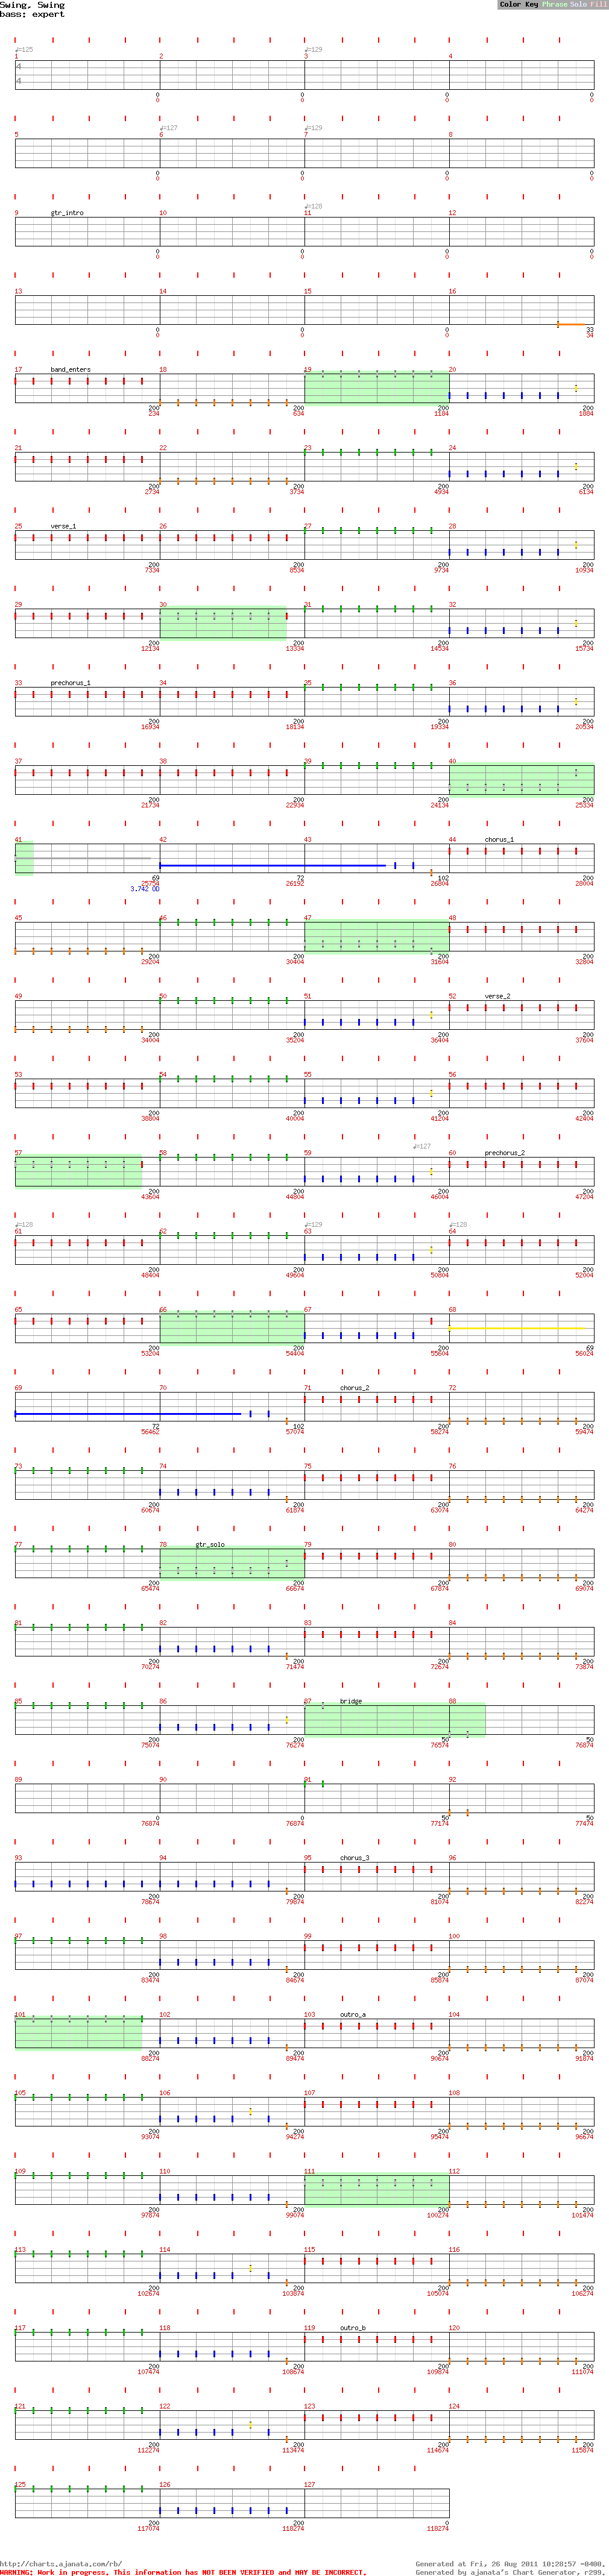 Swing, Swing
bass: expert
Color Key Phrase Solo Fill
♩=125 ♩=129
1 2 3 4
4
4
0 0 0 0
0 0 0 0
♩=127 ♩=129
5 6 7 8
0 0 0 0
0 0 0 0
♩=128
9 gtr_intro 10 11 12
0 0 0 0
0 0 0 0
13 14 15 16
0 0 0 33
0 0 0 34
17 band_enters 18 19 20
200 200 200 200
234 634 1184 1884
21 22 23 24
200 200 200 200
2734 3734 4934 6134
25 verse_1 26 27 28
200 200 200 200
7334 8534 9734 10934
29 30 31 32
200 200 200 200
12134 13334 14534 15734
33 prechorus_1 34 35 36
200 200 200 200
16934 18134 19334 20534
37 38 39 40
200 200 200 200
21734 22934 24134 25334
41 42 43 44 chorus_1
69 72 102 200
25754 26192 26804 28004
3.742 OD
45 46 47 48
200 200 200 200
29204 30404 31604 32804
49 50 51 52 verse_2
200 200 200 200
34004 35204 36404 37604
53 54 55 56
200 200 200 200
38804 40004 41204 42404
♩=127
57 58 59 60 prechorus_2
200 200 200 200
43604 44804 46004 47204
♩=128 ♩=129 ♩=128
61 62 63 64
200 200 200 200
48404 49604 50804 52004
65 66 67 68
200 200 200 69
53204 54404 55604 56024
69 70 71 chorus_2 72
72 102 200 200
56462 57074 58274 59474
73 74 75 76
200 200 200 200
60674 61874 63074 64274
77 78 gtr_solo 79 80
200 200 200 200
65474 66674 67874 69074
81 82 83 84
200 200 200 200
70274 71474 72674 73874
85 86 87 bridge 88
200 200 50 50
75074 76274 76574 76874
89 90 91 92
0 0 50 50
76874 76874 77174 77474
93 94 95 chorus_3 96
200 200 200 200
78674 79874 81074 82274
97 98 99 100
200 200 200 200
83474 84674 85874 87074
101 102 103 outro_a 104
200 200 200 200
88274 89474 90674 91874
105 106 107 108
200 200 200 200
93074 94274 95474 96674
109 110 111 112
200 200 200 200
97874 99074 100274 101474
113 114 115 116
200 200 200 200
102674 103874 105074 106274
117 118 119 outro_b 120
200 200 200 200
107474 108674 109874 111074
121 122 123 124
200 200 200 200
112274 113474 114674 115874
125 126 127
200 200 0
117074 118274 118274
http://charts.ajanata.com/rb/ Generated at Fri, 26 Aug 2011 10:28:57 -0400.
WARNING: Work in progress. This information has NOT BEEN VERIFIED and MAY BE INCORRECT. Generated by ajanata's Chart Generator, r299.